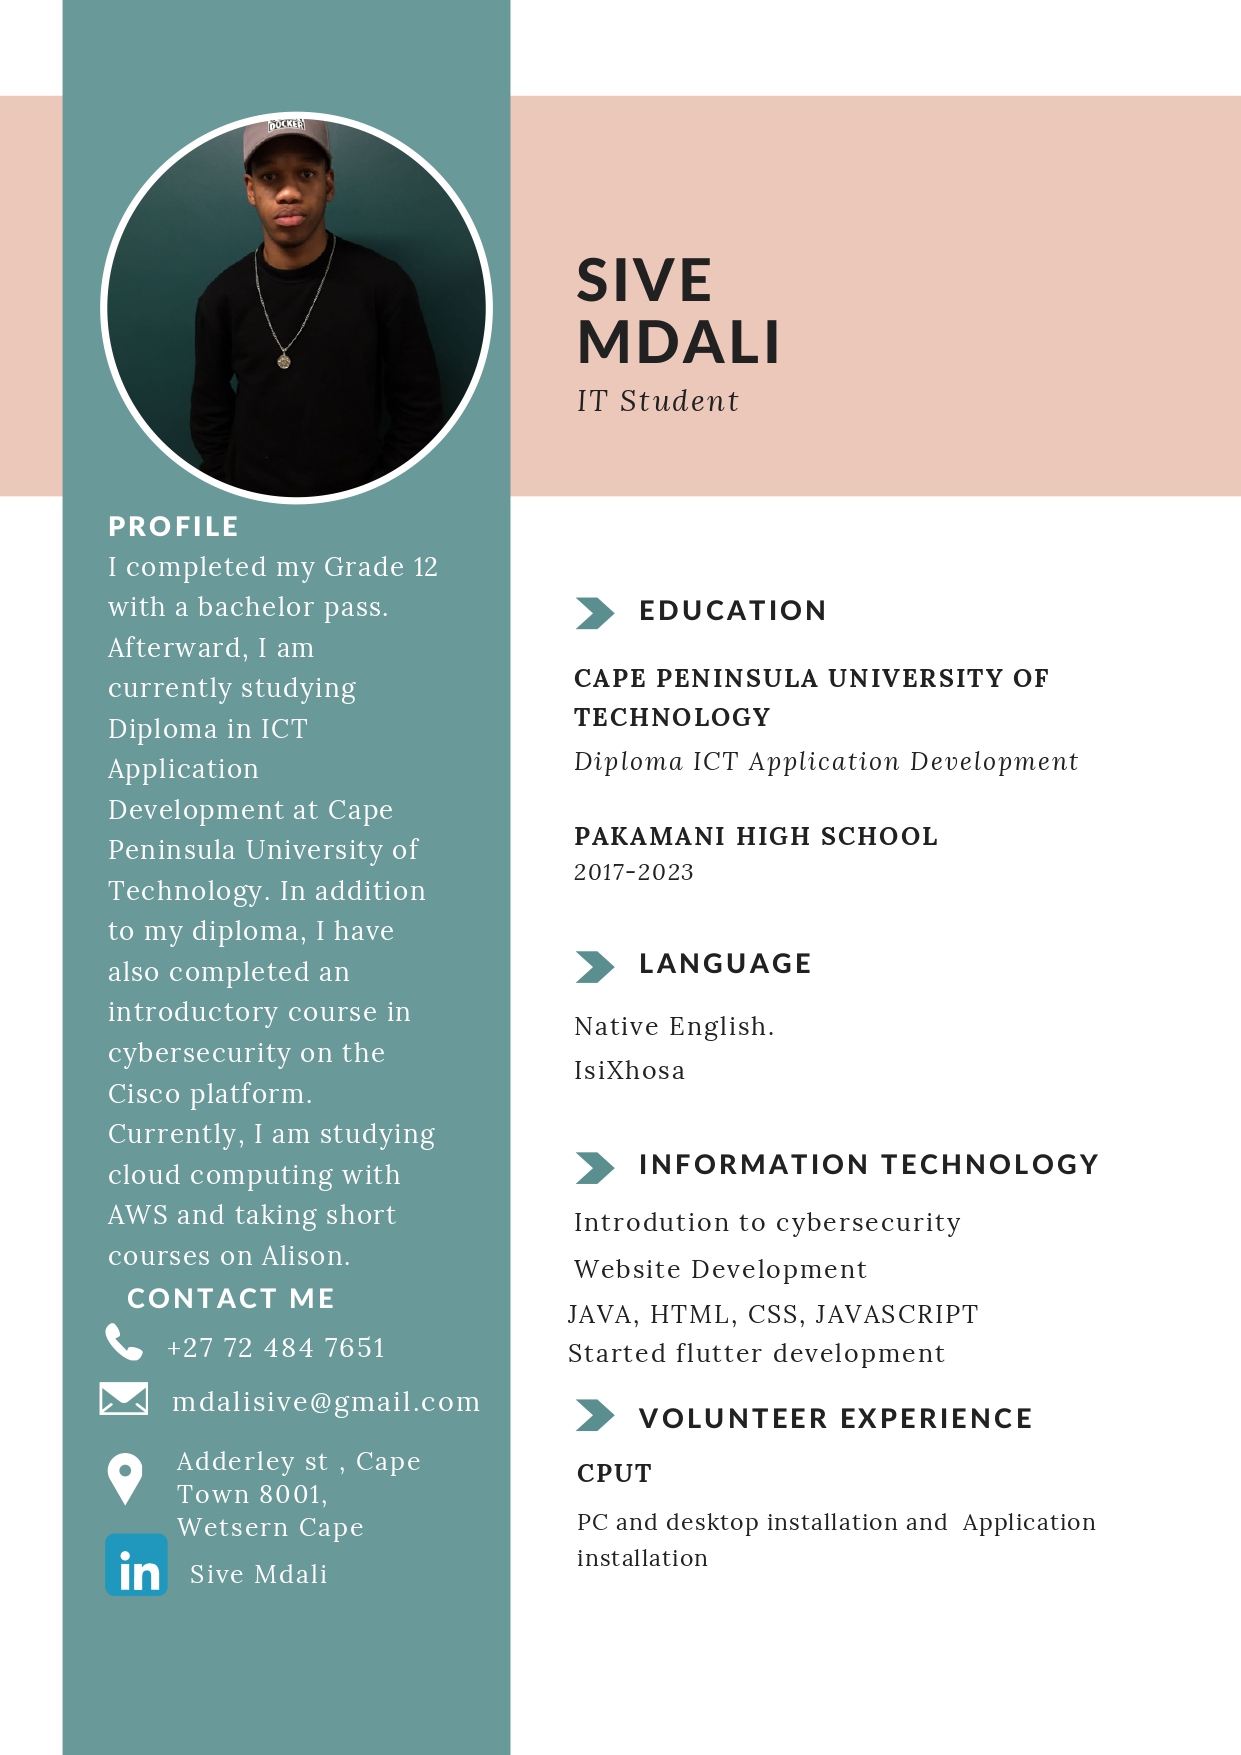 DOCKER
SIVE
MDALI
IT Student
PROFILE
I completed my Grade 12
with a bachelor pass.
Afterward, I am
currently studying
Diploma in ICT
Application
Development at Cape
Peninsula University of
Technology. In addition
to my diploma, I have
also completed an
introductory course in
cybersecurity on the
Cisco platform.
Currently, I am studying
cloud computing with
AWS and taking short
courses on Alison.
CONTACT ME
+27 72 484 7651
mdalisive@gmail.com
Adderley st , Cape
Town 8001,
Wetsern Cape
in
Sive Mdali
EDUCATION
CAPE PENINSULA UNIVERSITY OF
TECHNOLOGY
Diploma ICT Application Development
PAKAMANI HIGH SCHOOL
2017-2023
LANGUAGE
Native English.
IsiXhosa
INFORMATION TECHNOLOGY
Introdution to cybersecurity
Website Development
JAVA, HTML, CSS, JAVASCRIPT
Started flutter development
VOLUNTEER EXPERIENCE
CPUT
PC and desktop installation and  Application
installation